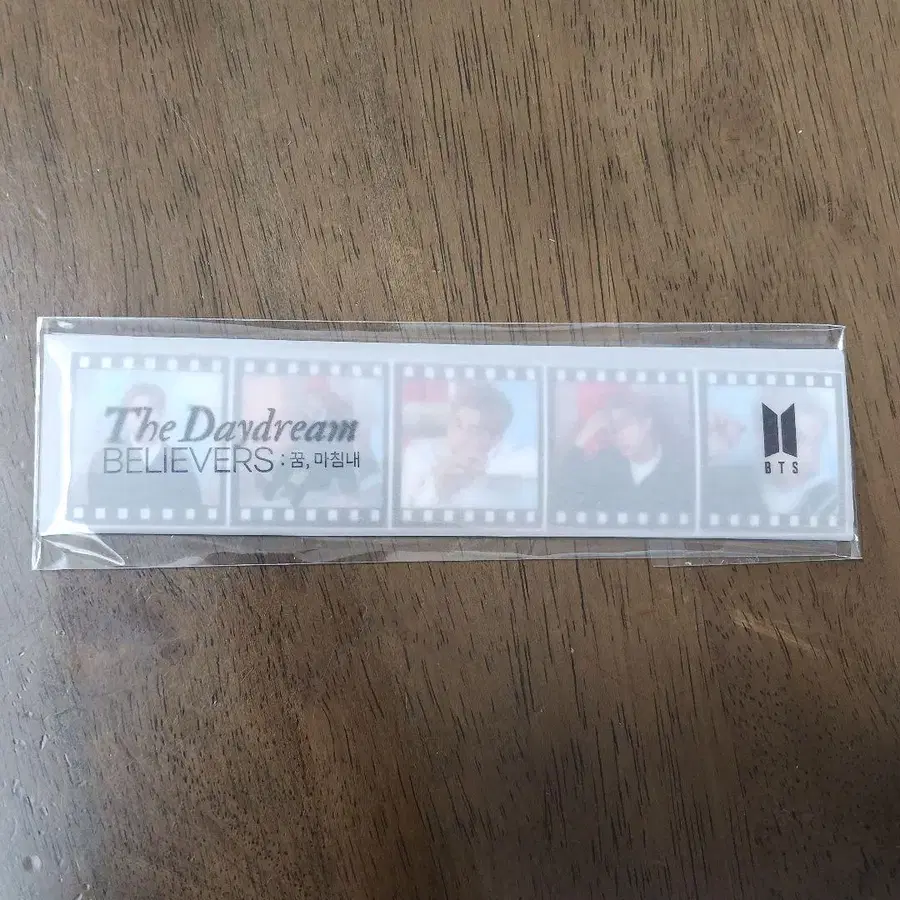 The Daydream
BELIEVERS : 꿈, 마침내
BTS